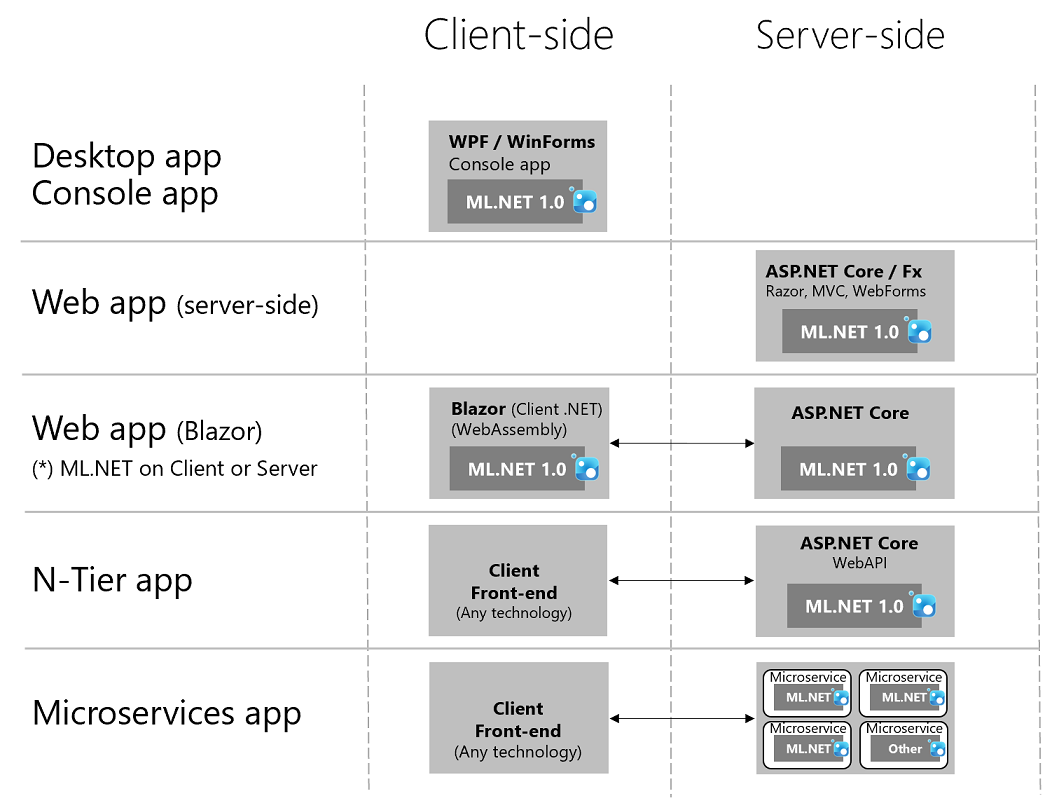 Client-side
Server-side
Desktop app
Console app
WPF / WinForms
Console app
ML.NET 1.0
Web app (server-side)
ASP.NET Core / Fx
Razor, MVC, WebForms
ML.NET 1.0
Web app (Blazor)
(*) ML.NET on Client or Server
Blazor (Client .NET)
(WebAssembly)
ML.NET 1.0
ASP.NET Core
ML.NET 1.0
N-Tier app
Client
Front-end
(Any technology)
ASP.NET Core
WebAPI
ML.NET 1.0
Microservices app
Client
Front-end
(Any technology)
Microservice
ML.NET
Microservice
ML.NET
Microservice
ML.NET
Microservice
Other